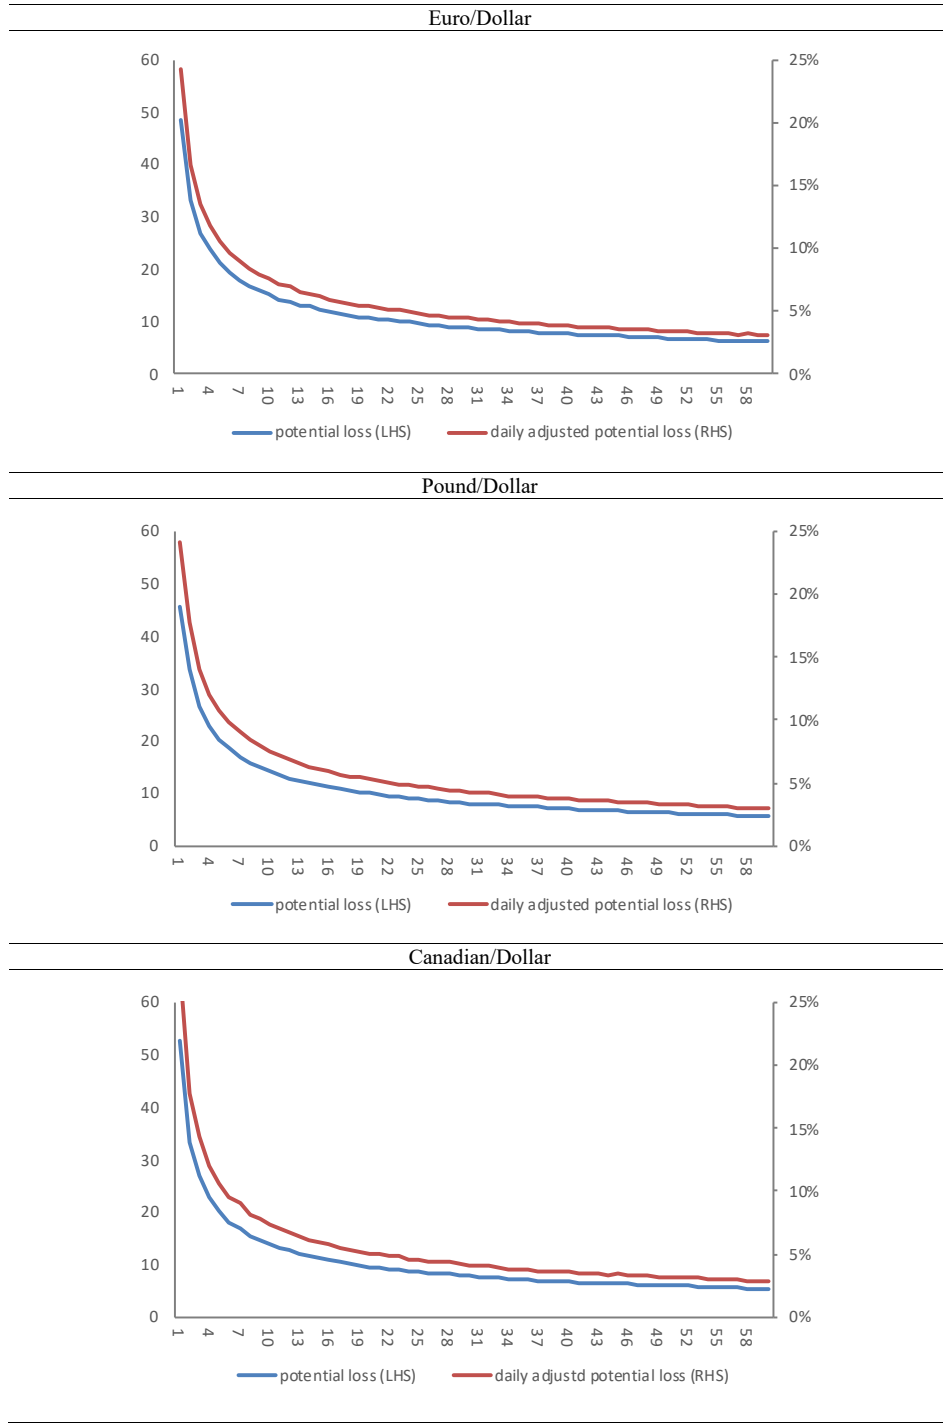 Euro/Dollar
60 25%
50 20%
40 15%
30
20 10%
10 5%
0 0%
1 4 7 10 13 16 19 22 25 28 31 34 37 40 43 46 49 52 55 58
potential loss (LHS) daily adjusted potential loss (RHS)
Pound/Dollar
60 25%
50 20%
40 15%
30
20 10%
10 5%
0 0%
1 4 7 10 13 16 19 22 25 28 31 34 37 40 43 46 49 52 55 58
potential loss (LHS) daily adjusted potential loss (RHS)
Canadian/Dollar
60 25%
50 20%
40 15%
30
20 10%
10 5%
0 0%
1 4 7 10 13 16 19 22 25 28 31 34 37 40 43 46 49 52 55 58
potential loss (LHS) daily adjustd potential loss (RHS)